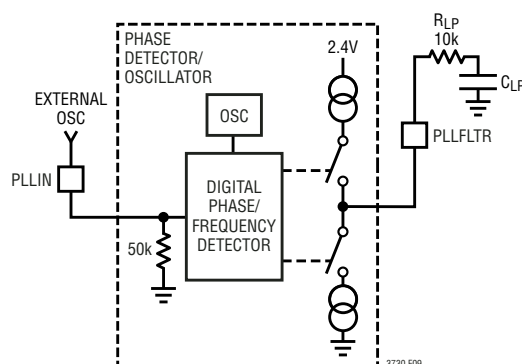 PHASE
DETECTOR/
OSCILLATOR
2.4V
RLP
10k
CLP
EXTERNAL
OSC
OSC
PLLFLTR
PLLIN
DIGITAL
PHASE/
FREQUENCY
DETECTOR
50k
3730 F09